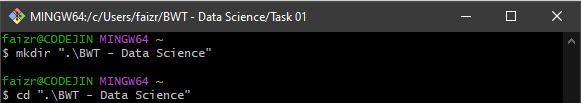 MINGW64:/c/Users/faizr/BWT - Data Science/Task 01
faizr@CODEJIN MINGW64 ~
$ mkdir ".\BWT - Data Science"
faizr@CODEJIN MINGW64 ~
$ cd ".\BWT - Data Science"